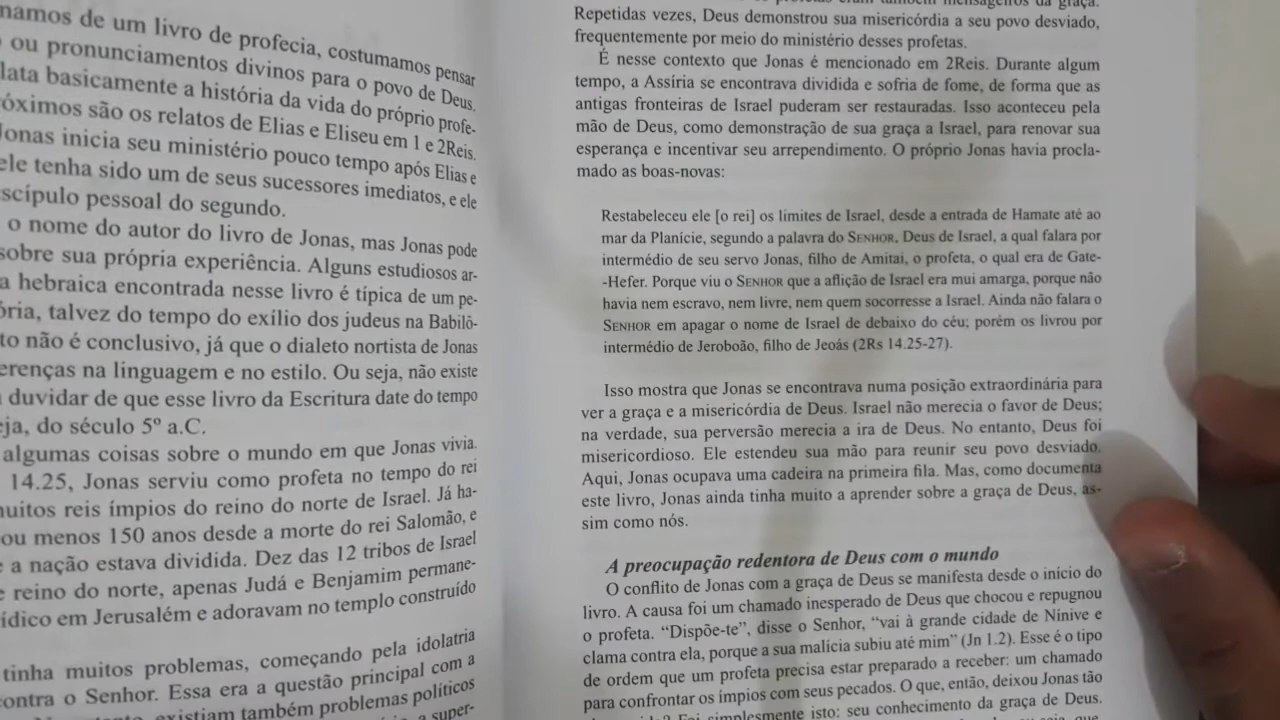 namos de um livro de profecia, costumamos pensar
ou pronunciamentos divinos para o povo de Deus.
lata basicamente a história da vida do próprio profe-
óximos são os relatos de Elias e Eliseu em 1 e 2Reis.
Jonas inicia seu ministério pouco tempo após Elias e
ele tenha sido um de seus sucessores imediatos, e ele
scípulo pessoal do segundo.
o nome do autor do livro de Jonas, mas Jonas pode
sobre sua própria experiência. Alguns estudiosos ar-
a hebraica encontrada nesse livro é típica de um pe-
ória, talvez do tempo do exílio dos judeus na Babilô-
to não é conclusivo, já que o dialeto nortista de Jonas
erenças na linguagem e no estilo. Ou seja, não existe
duvidar de que esse livro da Escritura date do tempo
eja, do século 5º a.C.
algumas coisas sobre o mundo em que Jonas vivia.
14.25, Jonas serviu como profeta no tempo do rei
muitos reis ímpios do reino do norte de Israel. Já ha-
ou menos 150 anos desde a morte do rei Salomão, e
e a nação estava dividida. Dez das 12 tribos de Israel
e reino do norte, apenas Judá e Benjamim permane-
ídico em Jerusalém e adoravam no templo construído
tinha muitos problemas, começando pela idolatria
contra o Senhor. Essa era a questão principal com a
existiam também problemas políticos
a super-
mensageiros da graça.
Repetidas vezes, Deus demonstrou sua misericórdia a seu povo desviado,
frequentemente por meio do ministério desses profetas.
É nesse contexto que Jonas é mencionado em 2Reis. Durante algum
tempo, a Assíria se encontrava dividida e sofria de fome, de forma que as
antigas fronteiras de Israel puderam ser restauradas. Isso aconteceu pela
mão de Deus, como demonstração de sua graça a Israel, para renovar sua
esperança e incentivar seu arrependimento. O próprio Jonas havia procla-
mado as boas-novas:
Restabeleceu ele [o rei] os limites de Israel, desde a entrada de Hamate até ao
mar da Planície, segundo a palavra do SENHOR, Deus de Israel, a qual falara por
intermédio de seu servo Jonas, filho de Amitai, o profeta, o qual era de Gate-
-Hefer. Porque viu o SENHOR que a aflição de Israel era mui amarga, porque não
havia nem escravo, nem livre, nem quem socorresse a Israel. Ainda não falara o
SENHOR em apagar o nome de Israel de debaixo do céu; porém os livrou por
intermédio de Jeroboão, filho de Jeoás (2Rs 14.25-27).
Isso mostra que Jonas se encontrava numa posição extraordinária para
ver a graça e a misericórdia de Deus. Israel não merecia o favor de Deus;
na verdade, sua perversão merecia a ira de Deus. No entanto, Deus foi
misericordioso. Ele estendeu sua mão para reunir seu povo desviado.
Aqui, Jonas ocupava uma cadeira na primeira fila. Mas, como documenta
este livro, Jonas ainda tinha muito a aprender sobre a graça de Deus, as-
sim como nós.
A preocupação redentora de Deus com o mundo
O conflito de Jonas com a graça de Deus se manifesta desde o início do
livro. A causa foi um chamado inesperado de Deus que chocou e repugnou
o profeta. “Dispõe-te”, disse o Senhor, “vai à grande cidade de Nínive e
clama contra ela, porque a sua malícia subiu até mim” (Jn 1.2). Esse é o tipo
de ordem que um profeta precisa estar preparado a receber: um chamado
para confrontar os ímpios com seus pecados. O que, então, deixou Jonas tão
Foi simplesmente isto: seu conhecimento da graça de Deus.